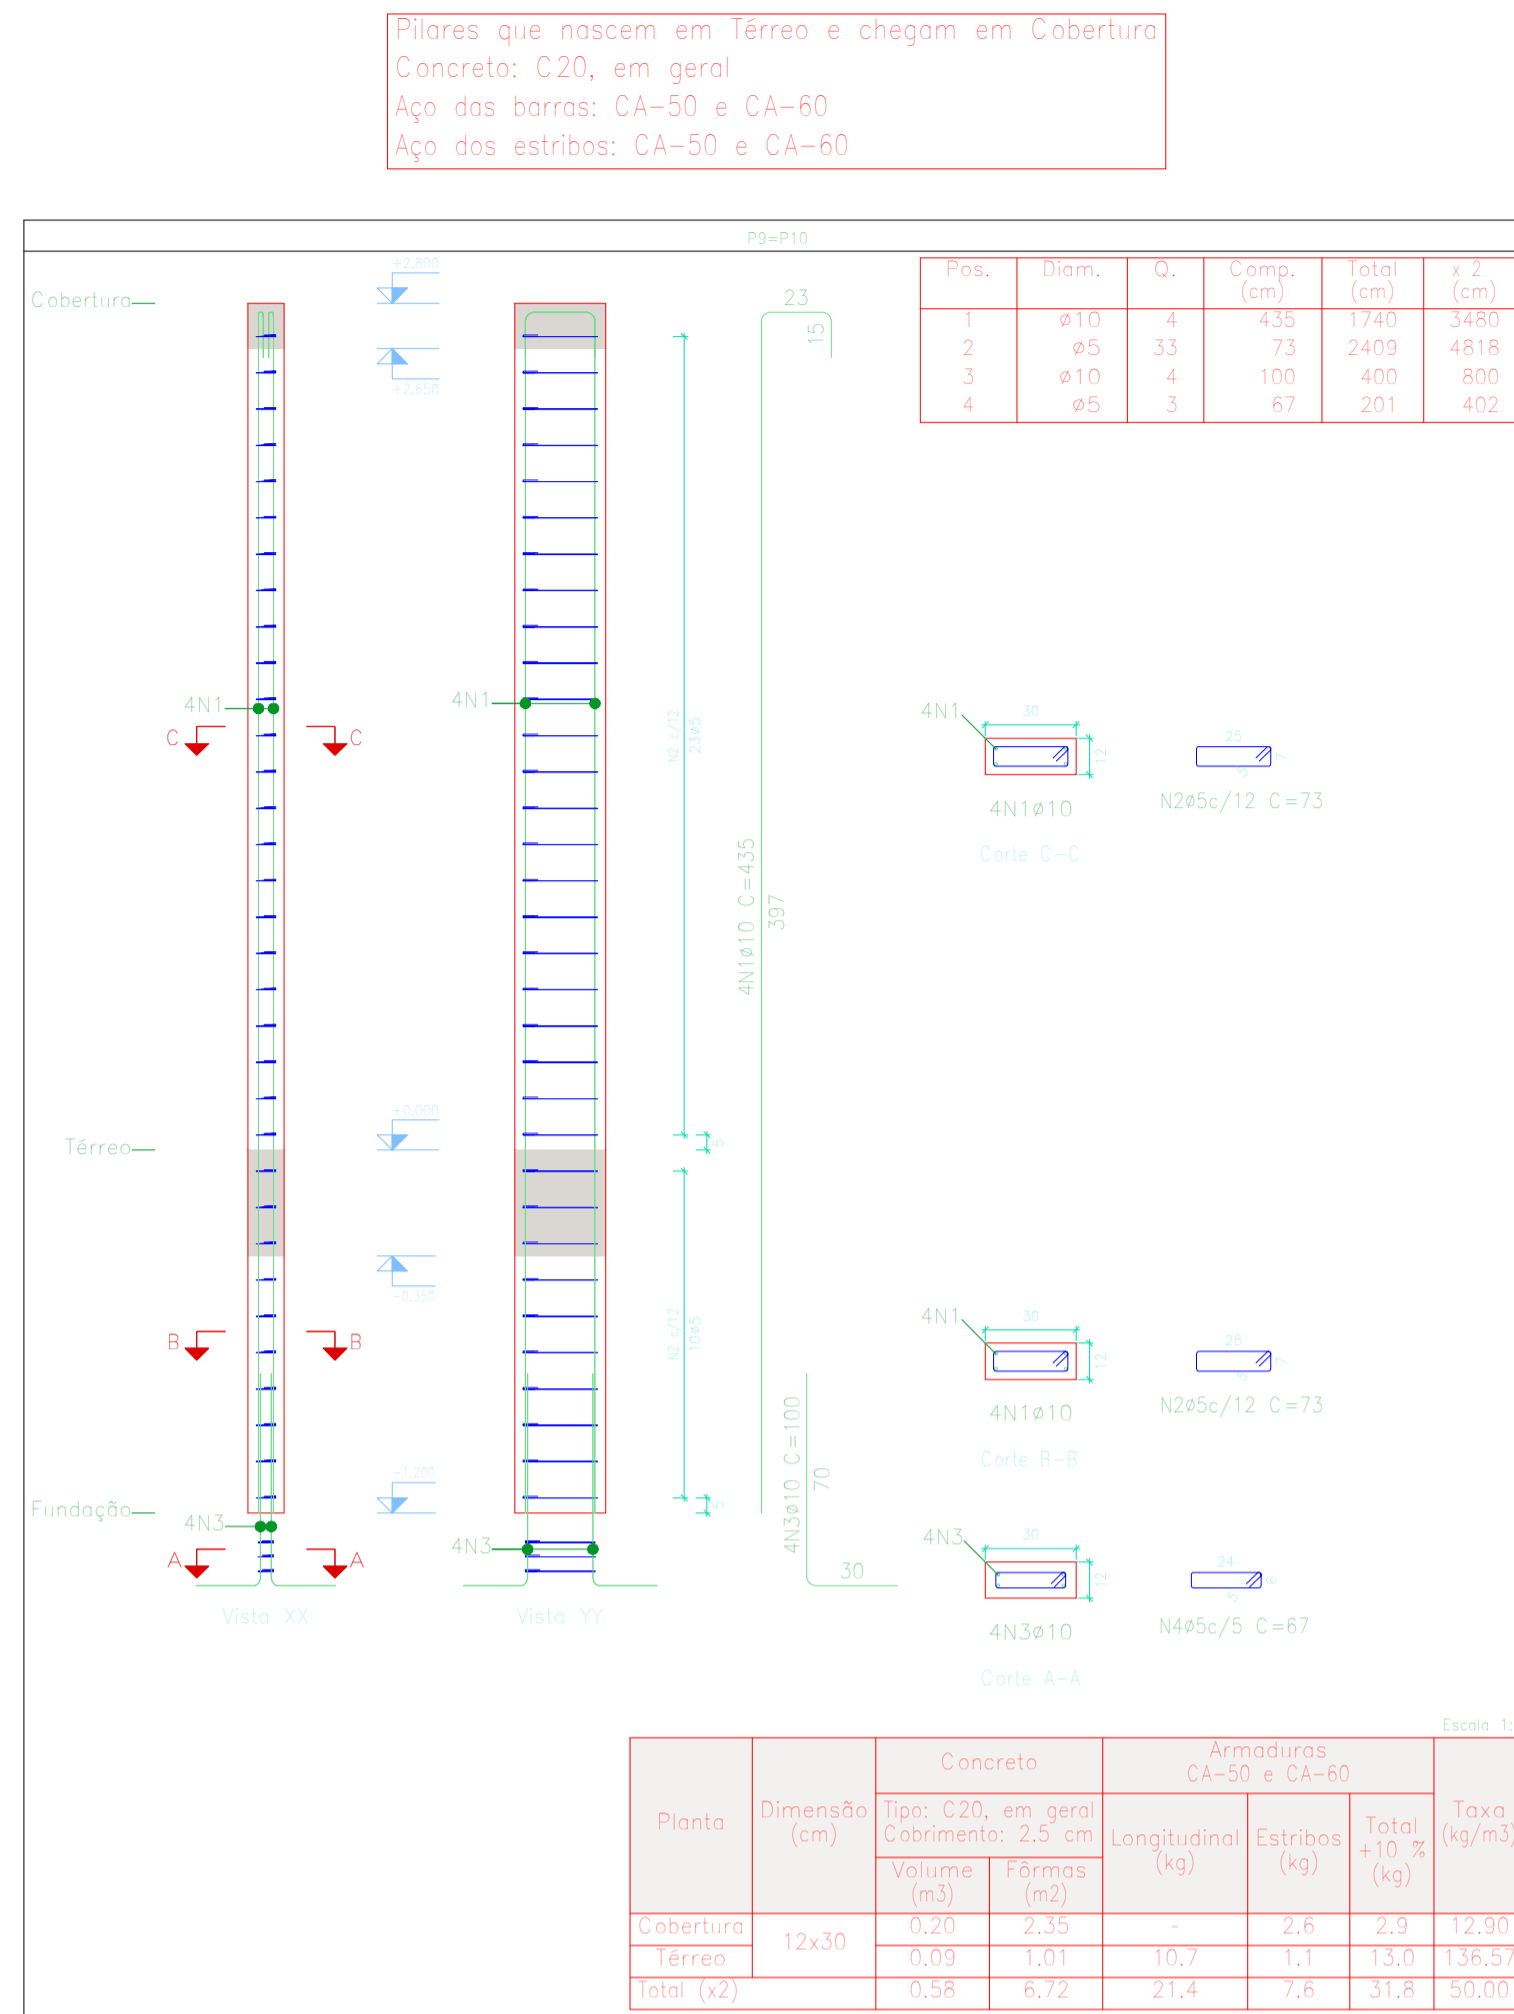 Pilares que nascem em Térreo e chegam em Cobertura
Concreto: C20, em geral
Aço das barras: CA-50 e CA-60
Aço dos estribos: CA-50 e CA-60
P9=P10
Pos. Diam. Q. Comp. (cm) Total (cm) x 2 (cm)
1 ø10 4 435 1740 3480
2 ø5 33 73 2409 4818
3 ø10 4 100 400 800
4 ø5 3 67 201 402
Cobertura
+2.800
+2.650
23
15
4N1
4N1
C C
N2 c/12
23ø5
4N1ø10 C=435
397
4N1
30
12
4N1ø10
Corte C-C
25
7
5
N2ø5c/12 C=73
Térreo
+0.000
5
-0.350
N2 c/12
10ø5
B B
4N1
30
12
4N1ø10
Corte B-B
25
7
5
N2ø5c/12 C=73
Fundação
-1.200
5
4N3ø10 C=100
70
30
4N3
4N3
A A
Vista XX
Vista YY
4N3
30
12
4N3ø10
Corte A-A
24
6
5
N4ø5c/5 C=67
Escala 1:
Planta
Dimensão
(cm)
Concreto
Tipo: C20, em geral
Cobrimento: 2.5 cm
Volume
(m3)
Fôrmas
(m2)
Armaduras
CA-50 e CA-60
Longitudinal
(kg)
Estribos
(kg)
Total
+10 %
(kg)
Taxa
(kg/m3)
Cobertura 12x30 0.20 2.35 - 2.6 2.9 12.90
Térreo 0.09 1.01 10.7 1.1 13.0 136.57
Total (x2) 0.58 6.72 21.4 7.6 31.8 50.00